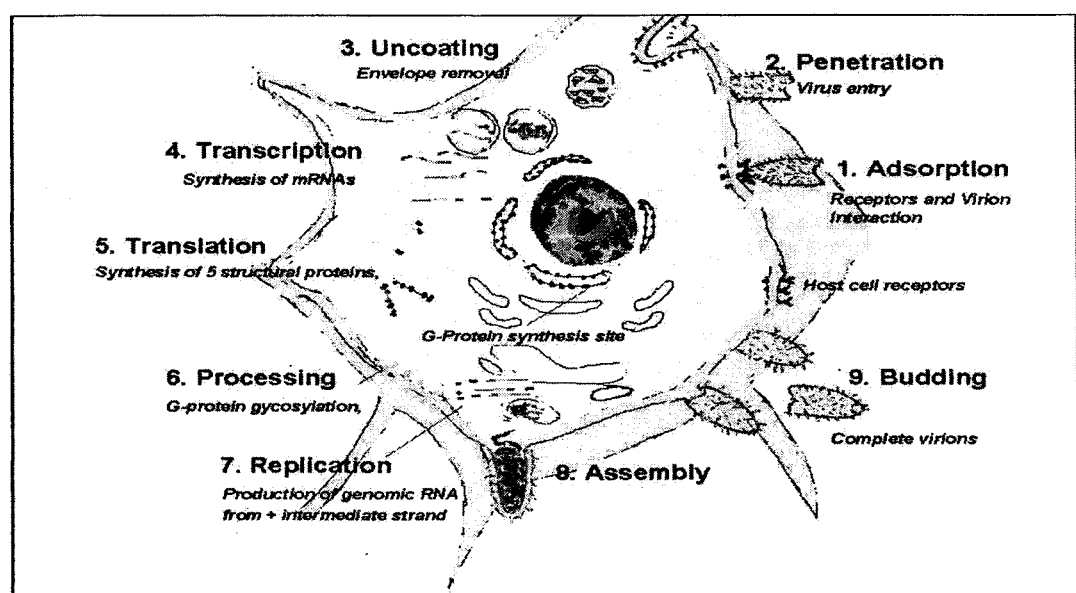 3. Uncoating
Envelope removal
2. Penetration
Virus entry
4. Transcription
Synthesis of mRNAs
1. Adsorption
Receptors and Virion
Interaction
5. Translation
Synthesis of 5 structural proteins,
Host cell receptors
G-Protein synthesis site
6. Processing
G-protein gycosylation,
9. Budding
Complete virions
7. Replication
Production of genomic RNA
from + intermediate strand
8. Assembly